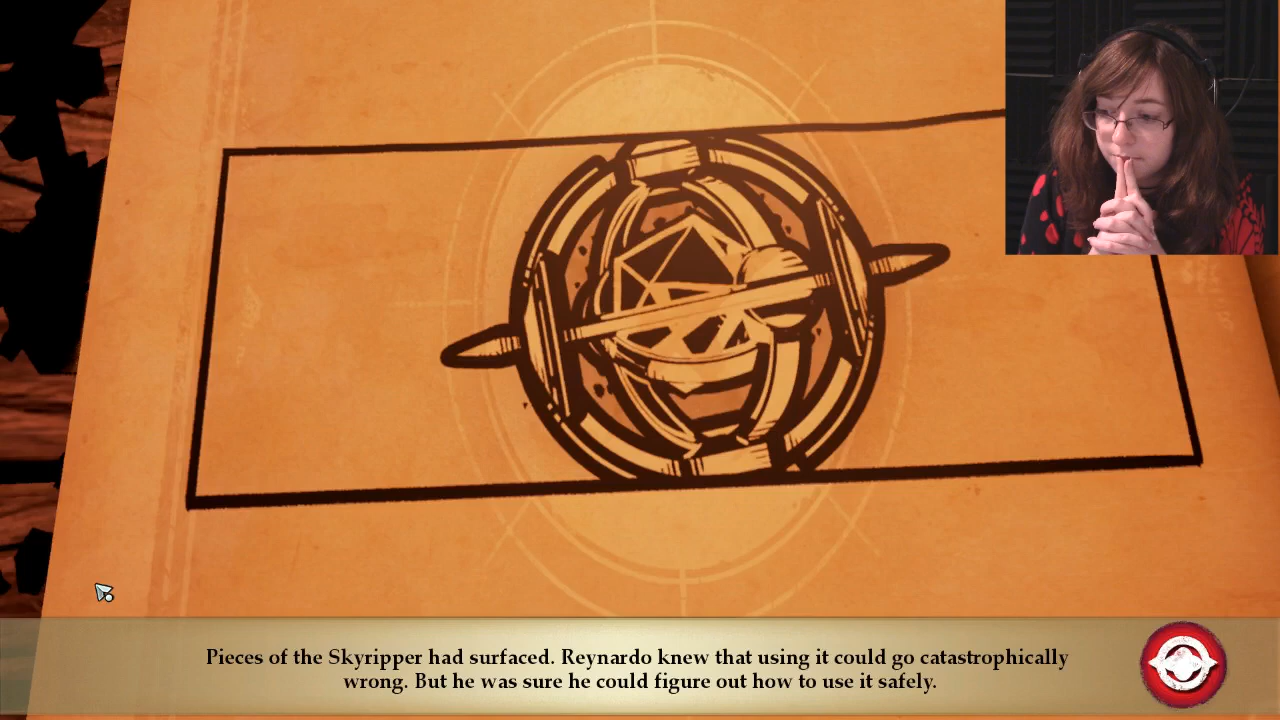 Pieces of the Skyripper had surfaced. Reynardo knew that using it could go catastrophically
wrong. But he was sure he could figure out how to use it safely.